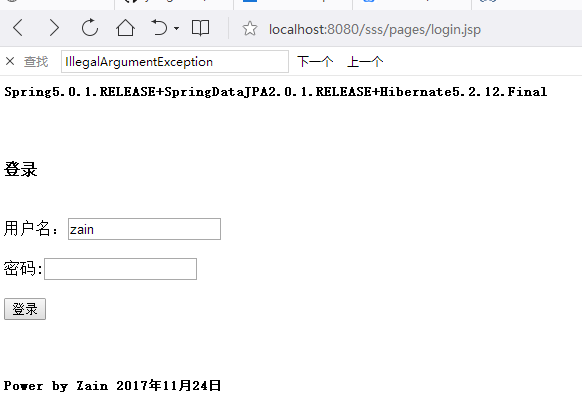 localhost:8080/sss/pages/login.jsp
查找 IllegalArgumentException 下一个 上一个
Spring5.0.1.RELEASE+SpringDataJPA2.0.1.RELEASE+Hibernate5.2.12.Final
登录
用户名：zain
密码:
登录
Power by Zain 2017年11月24日